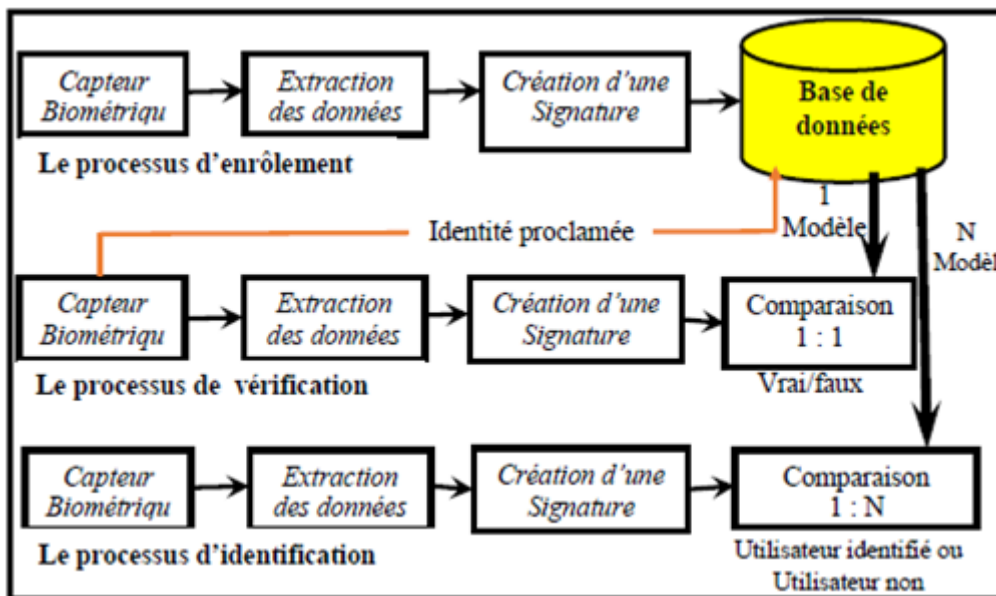 Capteur
Biométriqu
Extraction
des données
Création d'une
Signature
Base de
données
Le processus d'enrôlement
Identité proclamée
1
Modèle
N
Modèl
Capteur
Biométriqu
Extraction
des données
Création d'une
Signature
Comparaison
1 : 1
Le processus de vérification
Vrai/faux
Capteur
Biométriqu
Extraction
des données
Création d'une
Signature
Comparaison
1 : N
Le processus d'identification
Utilisateur identifié ou
Utilisateur non